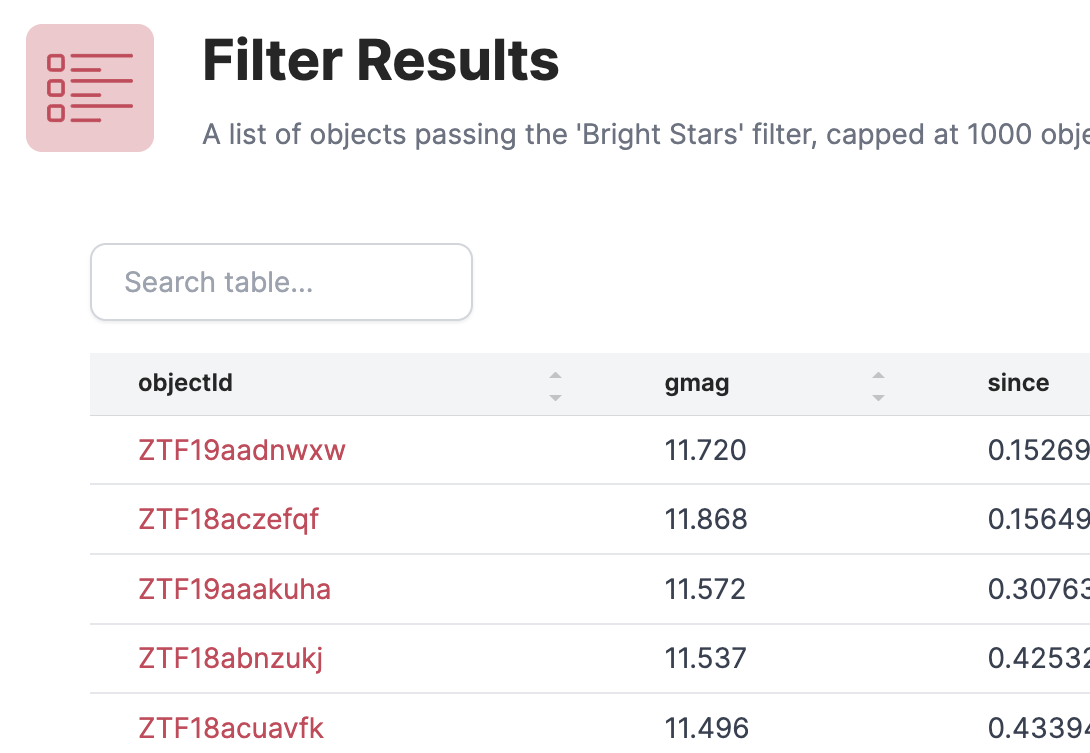 Filter Results
A list of objects passing the 'Bright Stars' filter, capped at 1000
Search table...
objectId gmag since
ZTF19aadnwxw 11.720 0.15269
ZTF18aczefqf 11.868 0.15649
ZTF19aaakuha 11.572 0.30763
ZTF18abnzukj 11.537 0.42532
ZTF18acuavfk 11.496 0.43394